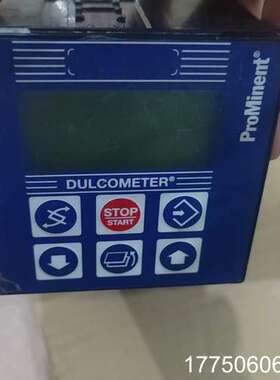 ProMinent®
DULCOMETER®
STOP
START
17750606